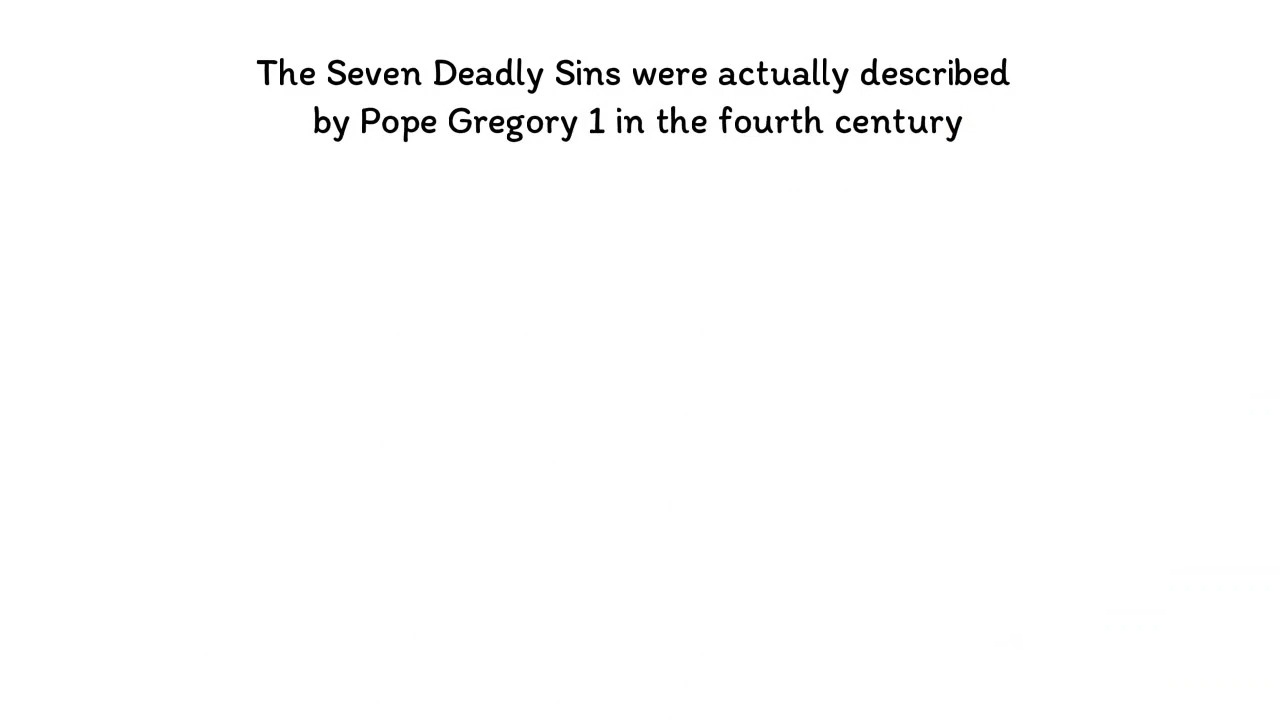 The Seven Deadly Sins were actually described
by Pope Gregory 1 in the fourth century